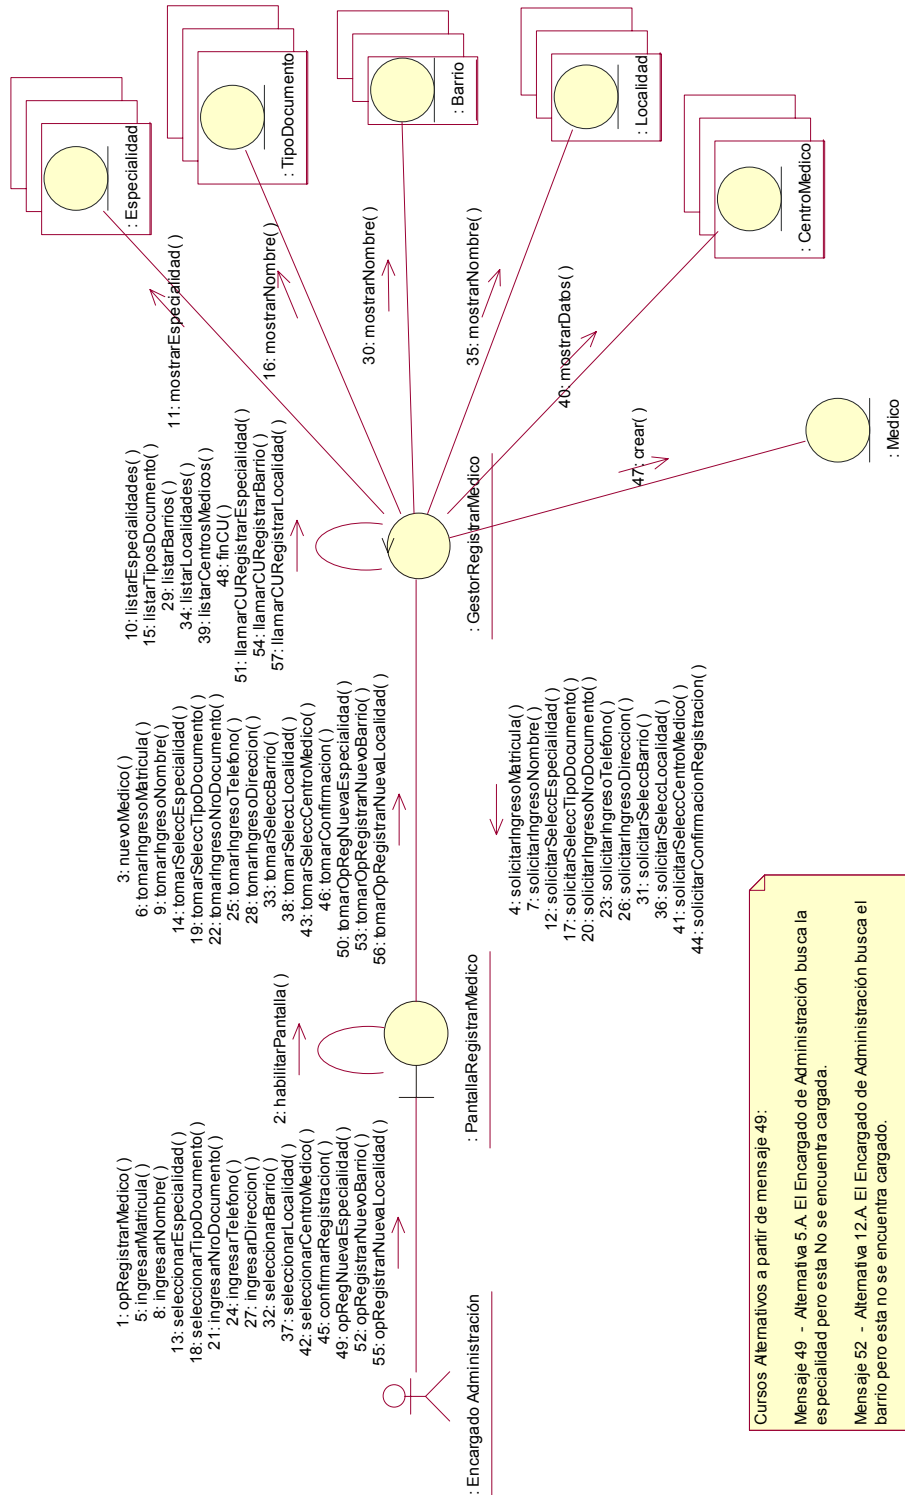 1: opRegistrarMedico( )
5: ingresarMatricula( )
8: ingresarNombre( )
13: seleccionarEspecialidad( )
18: seleccionarTipoDocumento( )
21: ingresarNroDocumento( )
24: ingresarTelefono( )
27: ingresarDireccion( )
32: seleccionarBarrio( )
37: seleccionarLocalidad( )
42: seleccionarCentroMedico( )
45: confirmarRegistracion( )
49: opRegNuevaEspecialidad( )
52: opRegistrarNuevoBarrio( )
55: opRegistrarNuevaLocalidad( )
: Encargado Administración
2: habilitarPantalla( )
: PantallaRegistrarMedico
3: nuevoMedico( )
6: tomarIngresoMatricula( )
9: tomarIngresoNombre( )
14: tomarSeleccEspecialidad( )
19: tomarSeleccTipoDocumento( )
22: tomarIngresoNroDocumento( )
25: tomarIngresoTelefono( )
28: tomarIngresoDireccion( )
33: tomarSeleccBarrio( )
38: tomarSeleccLocalidad( )
43: tomarSeleccCentroMedico( )
46: tomarConfirmacion( )
50: tomarOpRegNuevaEspecialidad( )
53: tomarOpRegistrarNuevoBarrio( )
56: tomarOpRegistrarNuevaLocalidad( )
4: solicitarIngresoMatricula( )
7: solicitarIngresoNombre( )
12: solicitarSeleccEspecialidad( )
17: solicitarSeleccTipoDocumento( )
20: solicitarIngresoNroDocumento( )
23: solicitarIngresoTelefono( )
26: solicitarIngresoDireccion( )
31: solicitarSeleccBarrio( )
36: solicitarSeleccLocalidad( )
41: solicitarSeleccCentroMedico( )
44: solicitarConfirmacionRegistracion( )
10: listarEspecialidades( )
15: listarTiposDocumento( )
29: listarBarrios( )
34: listarLocalidades( )
39: listarCentrosMedicos( )
48: finCU( )
51: llamarCURegistrarEspecialidad( )
54: llamarCURegistrarBarrio( )
57: llamarCURegistrarLocalidad( )
: GestorRegistrarMedico
11: mostrarEspecialidad( )
16: mostrarNombre( )
30: mostrarNombre( )
35: mostrarNombre( )
40: mostrarDatos( )
47: crear( )
: Especialidad
: TipoDocumento
: Barrio
: Localidad
: CentroMedico
: Medico
Cursos Alternativos a partir de mensaje 49:
Mensaje 49 - Alternativa 5.A. El Encargado de Administración busca la
especialidad pero esta No se encuentra cargada.
Mensaje 52 - Alternativa 12.A. El Encargado de Administración busca el
barrio pero esta no se encuentra cargado.